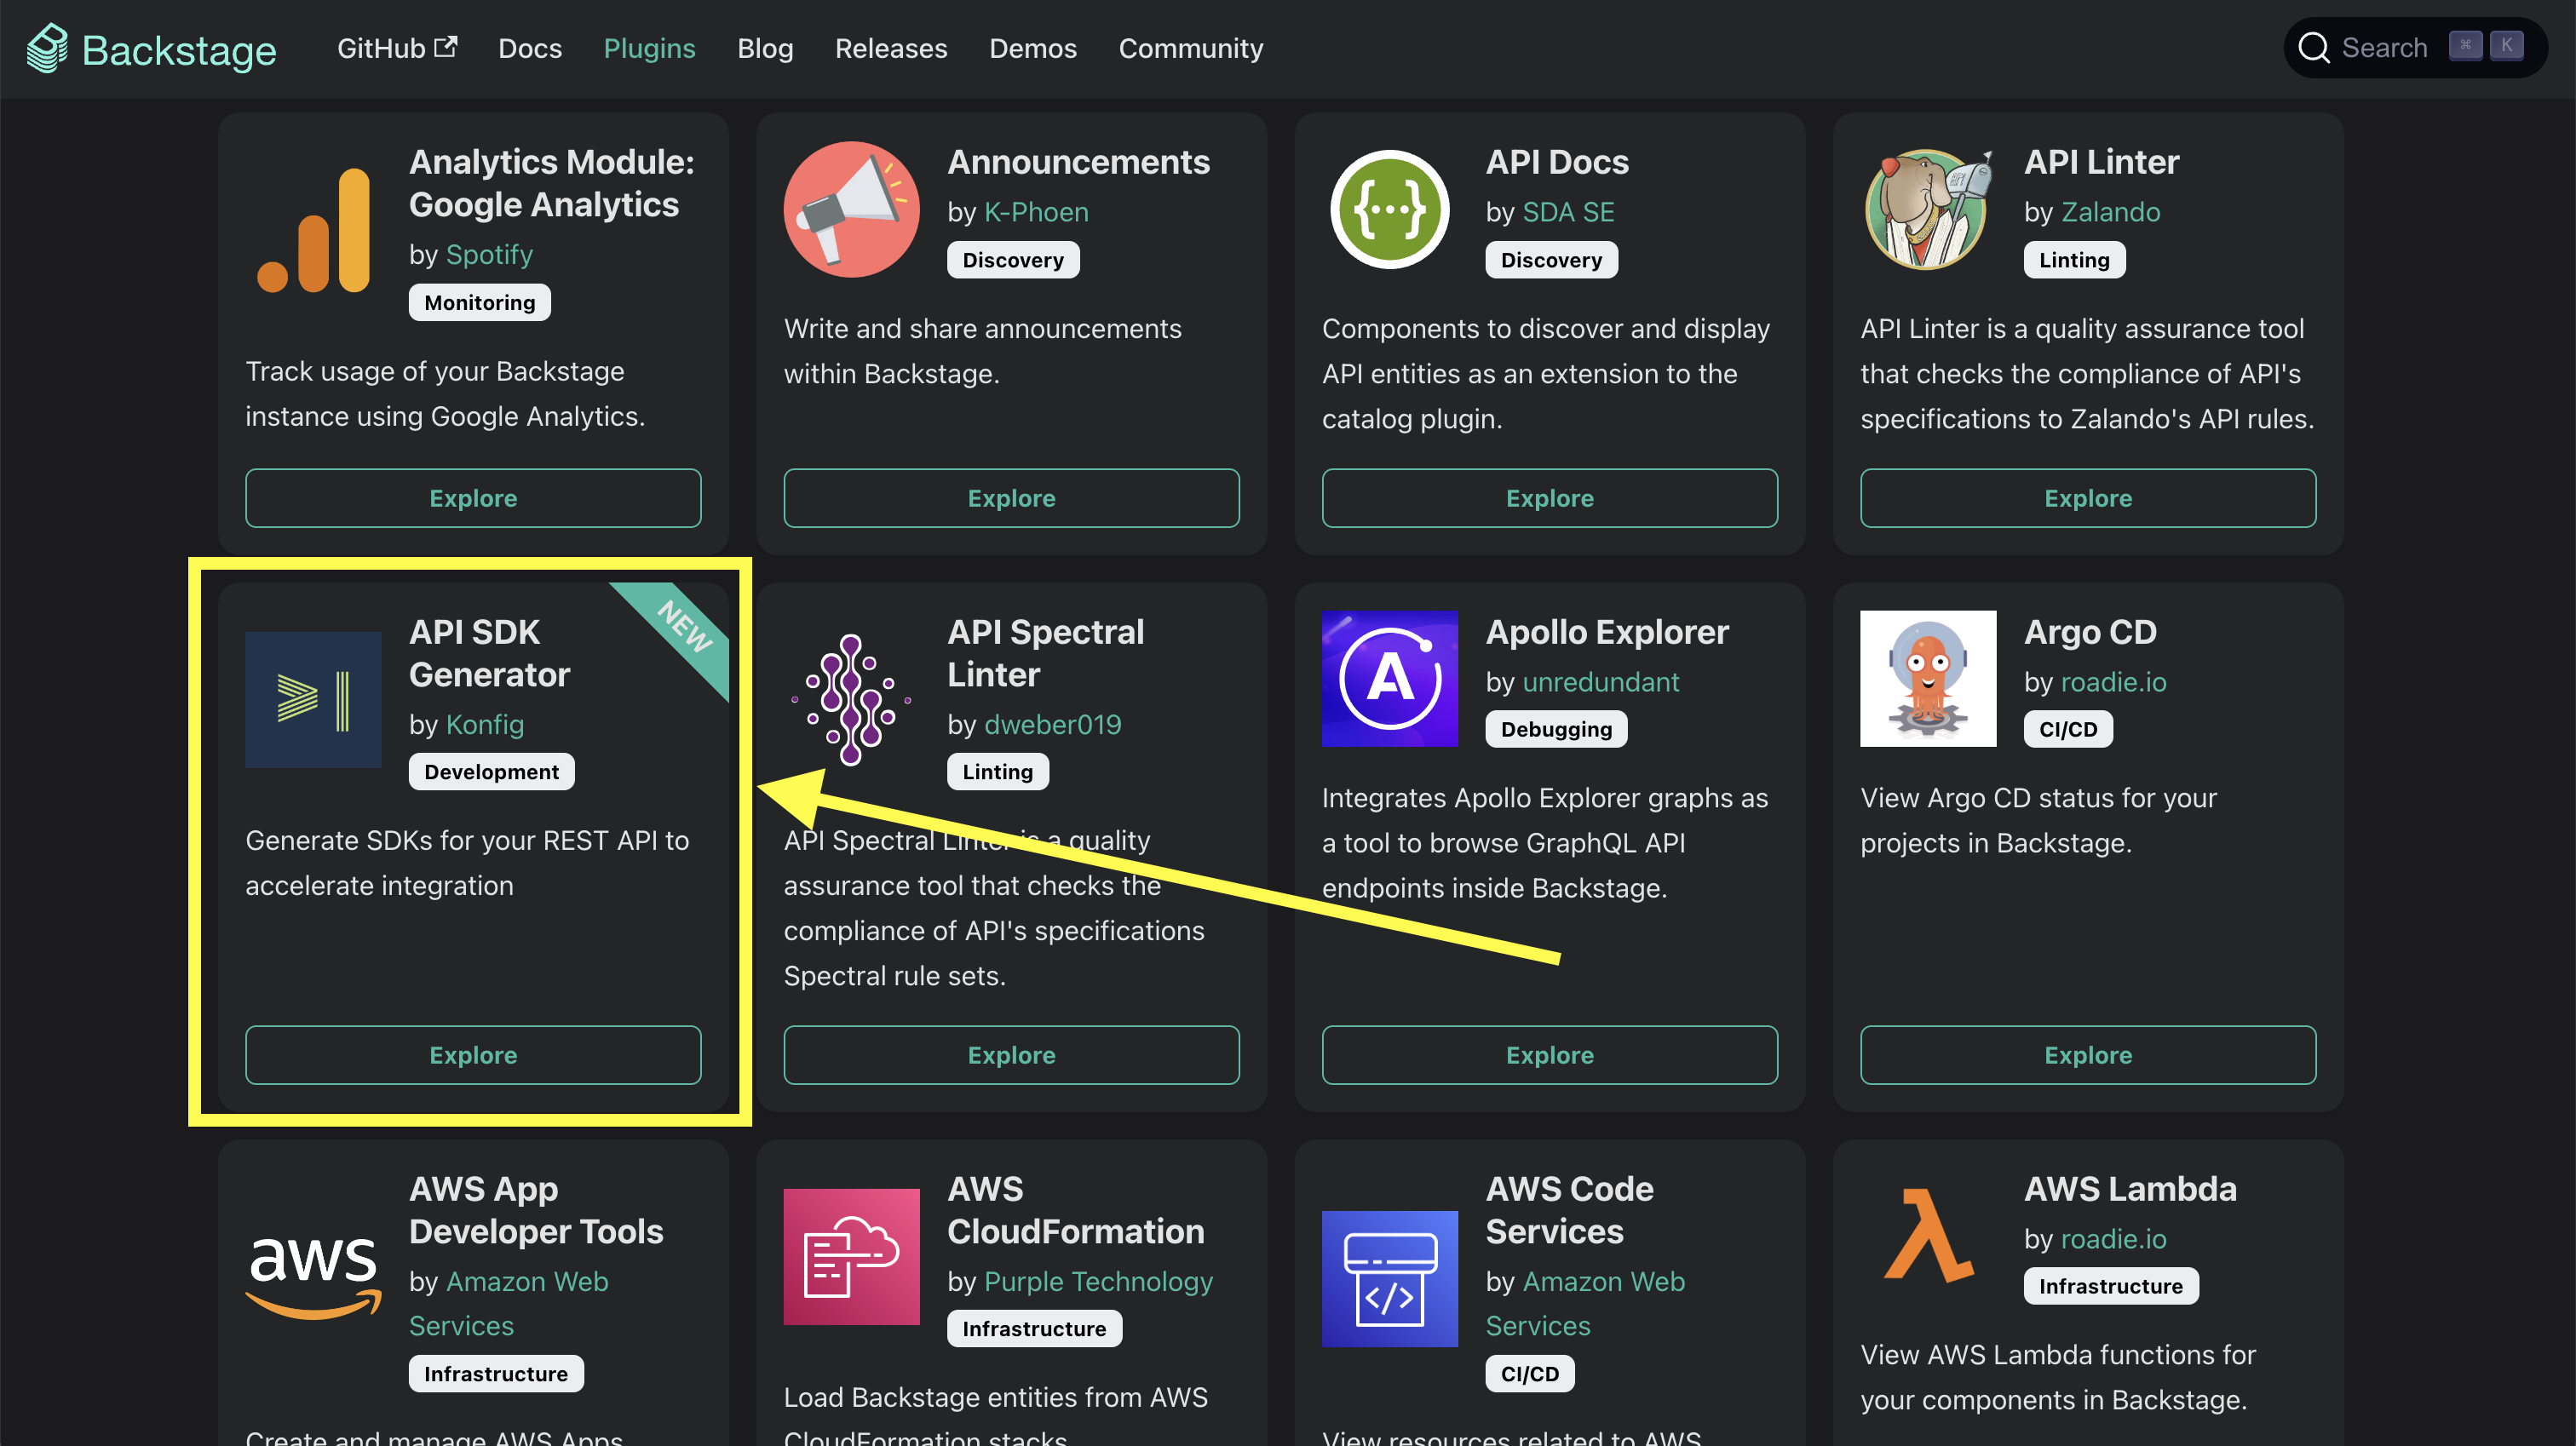 Backstage
GitHub
Docs
Plugins
Blog
Releases
Demos
Community
Search
⌘ K
Analytics Module:
Google Analytics
by Spotify
Monitoring
Track usage of your Backstage
instance using Google Analytics.
Explore
Announcements
by K-Phoen
Discovery
Write and share announcements
within Backstage.
Explore
{···}
API Docs
by SDA SE
Discovery
Components to discover and display
API entities as an extension to the
catalog plugin.
Explore
API Linter
by Zalando
Linting
API Linter is a quality assurance tool
that checks the compliance of API's
specifications to Zalando's API rules.
Explore
NEW
API SDK
Generator
by Konfig
Development
Generate SDKs for your REST API to
accelerate integration
Explore
API Spectral
Linter
by dweber019
Linting
API Spectral Linter is a quality
assurance tool that checks the
compliance of API's specifications
Spectral rule sets.
Explore
A
Apollo Explorer
by unredundant
Debugging
Integrates Apollo Explorer graphs as
a tool to browse GraphQL API
endpoints inside Backstage.
Explore
Argo CD
by roadie.io
CI/CD
View Argo CD status for your
projects in Backstage.
Explore
aws
AWS App
Developer Tools
by Amazon Web
Services
Infrastructure
Create and manage AWS Apps
AWS
CloudFormation
by Purple Technology
Infrastructure
Load Backstage entities from AWS
CloudFormation stacks
</>
AWS Code
Services
by Amazon Web
Services
CI/CD
View resources related to AWS
AWS Lambda
by roadie.io
Infrastructure
View AWS Lambda functions for
your components in Backstage.